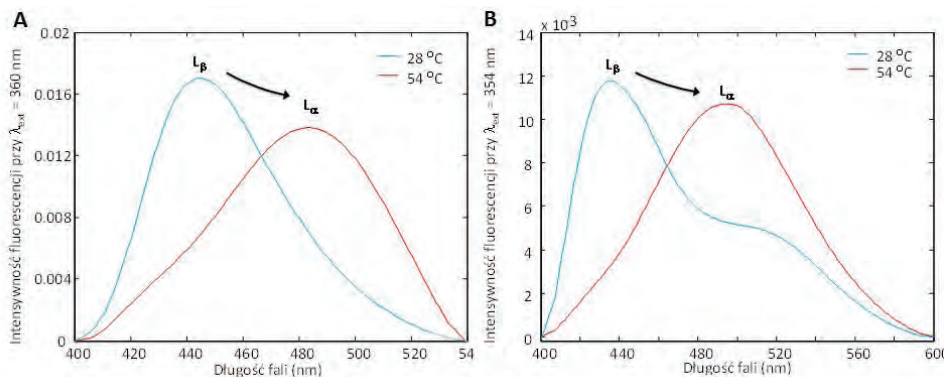 A
Intensywność fluorescencji przy λext = 360 nm
0.02
0.016
0.012
0.008
0.004
0
400
420
440
460
480
500
520
54
Długość fali (nm)
Lβ
Lα
28 °C
54 °C
B
x 10³
Intensywność fluorescencji przy λext = 354 nm
14
12
10
8
6
4
2
0
400
440
480
520
560
600
Długość fali (nm)
Lβ
Lα
28 °C
54 °C